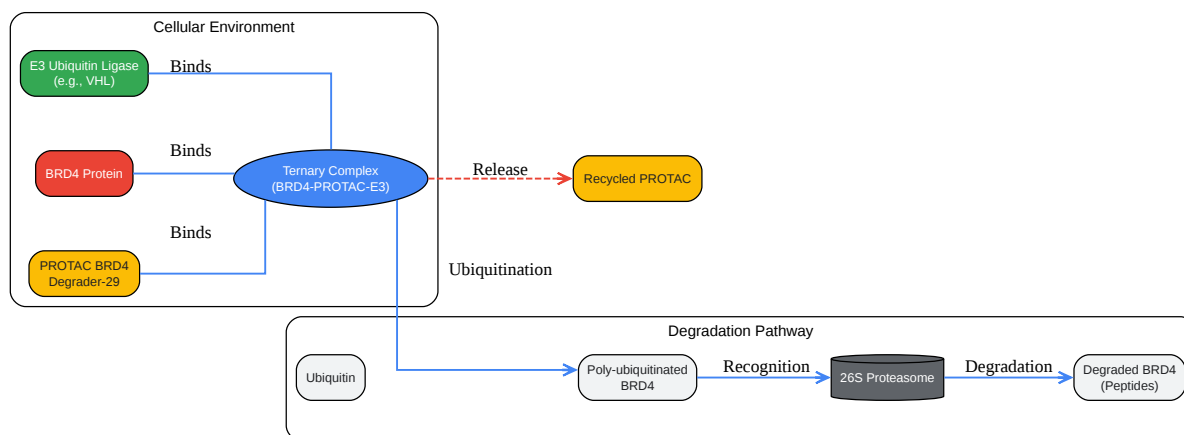 Cellular Environment
E3 Ubiquitin Ligase
(e.g., VHL)
Binds
BRD4 Protein
Binds
Ternary Complex
(BRD4-PROTAC-E3)
Release
Recycled PROTAC
Binds
PROTAC BRD4
Degrader-29
Ubiquitination
Degradation Pathway
Ubiquitin
Poly-ubiquitinated
BRD4
Recognition
26S Proteasome
Degradation
Degraded BRD4
(Peptides)